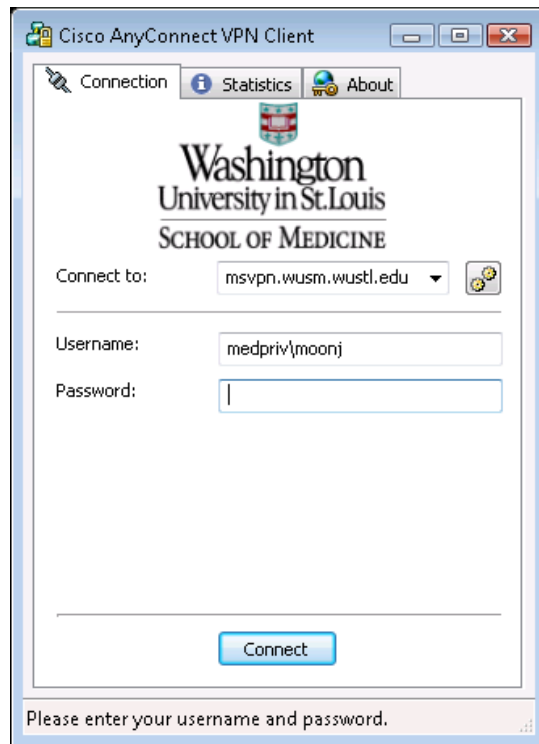 Cisco AnyConnect VPN Client
Connection Statistics About
Washington
University in St.Louis
SCHOOL OF MEDICINE
Connect to: msvpn.wusm.wustl.edu
Username: medpriv\moonj
Password:
Connect
Please enter your username and password.